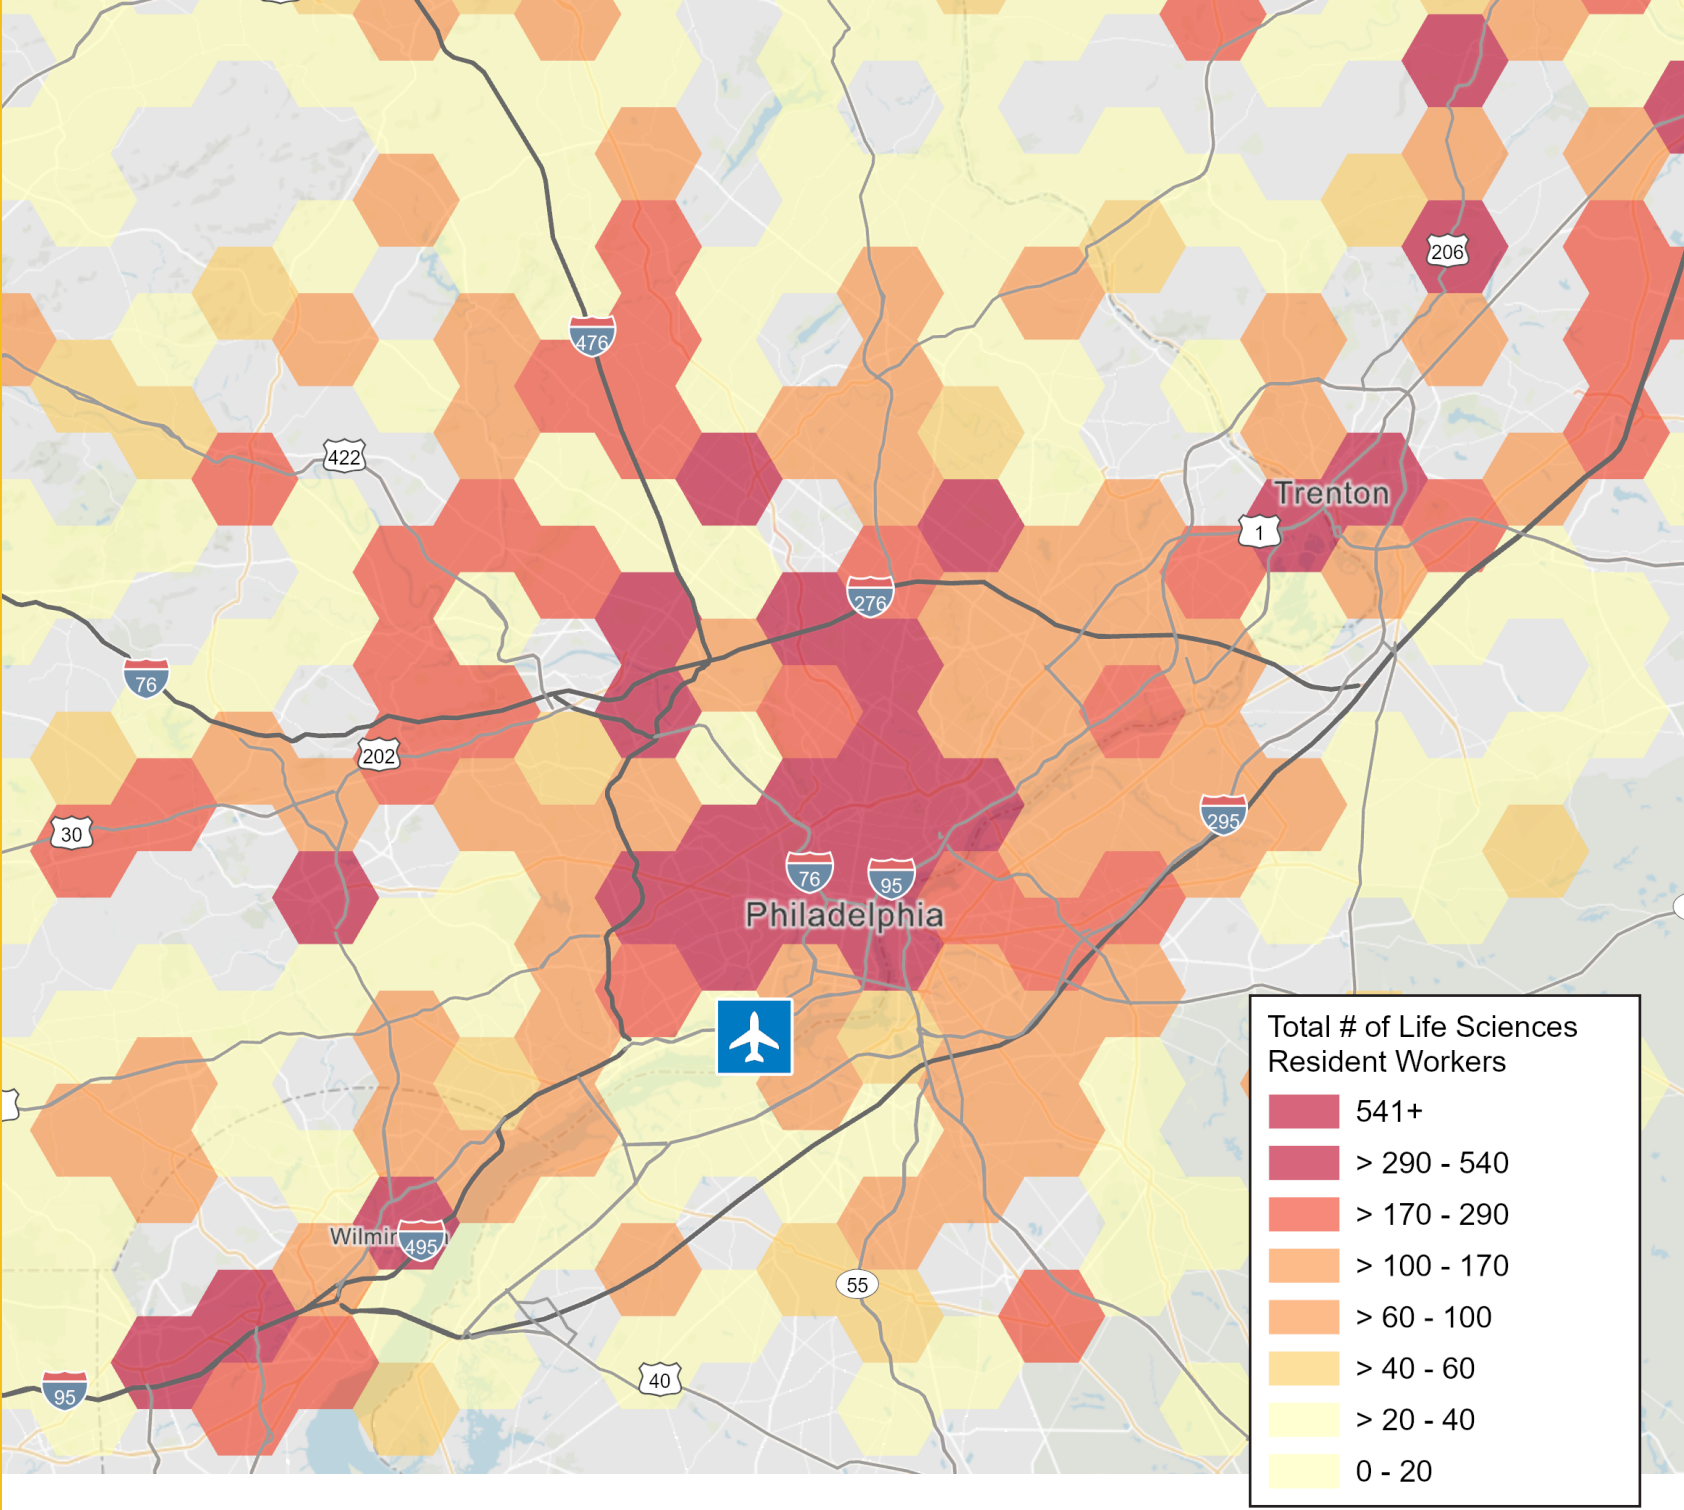 206
476
422
Trenton
1
276
76
202
30
295
76
95
Philadelphia
Wilmin
495
55
40
95
Total # of Life Sciences
Resident Workers
541+
> 290 - 540
> 170 - 290
> 100 - 170
> 60 - 100
> 40 - 60
> 20 - 40
0 - 20